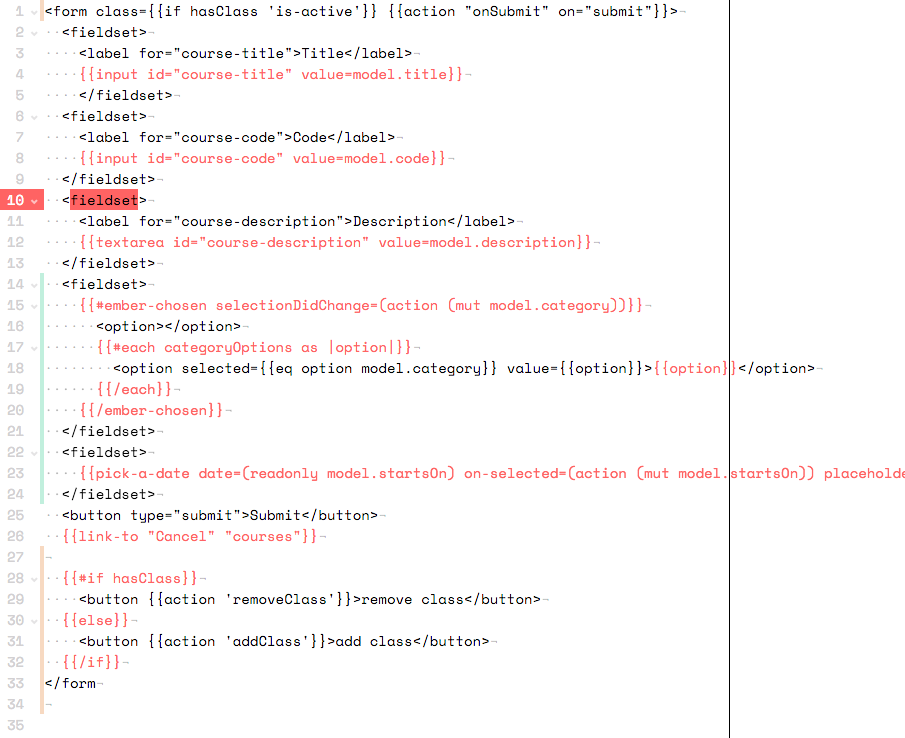 1 <form class={{if hasClass 'is-active'}} {{action "onSubmit" on="submit"}}>
2   <fieldset>
3     <label for="course-title">Title</label>
4     {{input id="course-title" value=model.title}}
5     </fieldset>
6   <fieldset>
7     <label for="course-code">Code</label>
8     {{input id="course-code" value=model.code}}
9   </fieldset>
10   <fieldset>
11     <label for="course-description">Description</label>
12     {{textarea id="course-description" value=model.description}}
13   </fieldset>
14   <fieldset>
15     {{#ember-chosen selectionDidChange=(action (mut model.category))}}
16       <option></option>
17       {{#each categoryOptions as |option|}}
18         <option selected={{eq option model.category}} value={{option}}>{{option}}</option>
19       {{/each}}
20     {{/ember-chosen}}
21   </fieldset>
22   <fieldset>
23     {{pick-a-date date=(readonly model.startsOn) on-selected=(action (mut model.startsOn)) placeholde
24   </fieldset>
25   <button type="submit">Submit</button>
26   {{link-to "Cancel" "courses"}}
27
28   {{#if hasClass}}
29     <button {{action 'removeClass'}}>remove class</button>
30   {{else}}
31     <button {{action 'addClass'}}>add class</button>
32   {{/if}}
33 </form
34
35